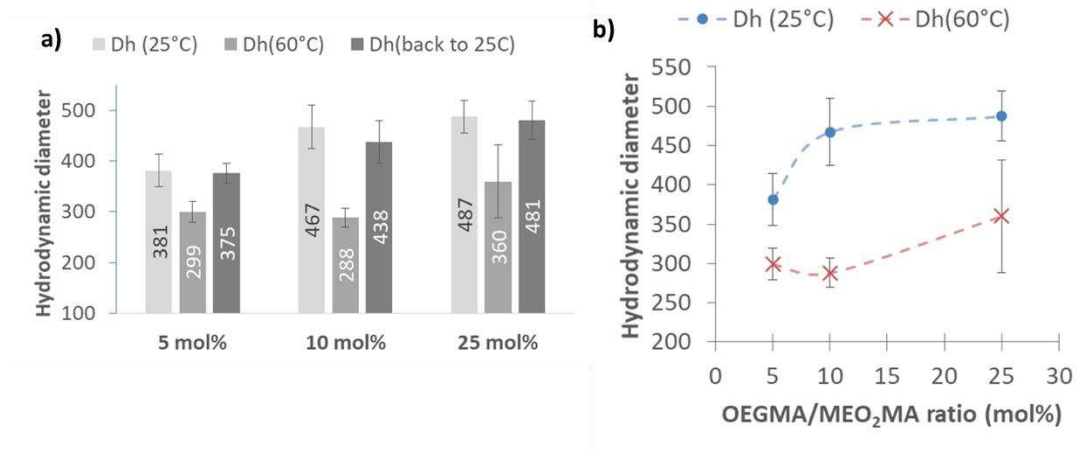 a)
Dh (25°C) Dh(60°C) Dh(back to 25C)
Hydrodynamic diameter
500
400
300
200
100
381
299
375
467
288
438
487
360
481
5 mol% 10 mol% 25 mol%
b)
Dh (25°C) Dh(60°C)
Hydrodynamic diameter
550
500
450
400
350
300
250
200
0 5 10 15 20 25 30
OEGMA/MEO₂MA ratio (mol%)